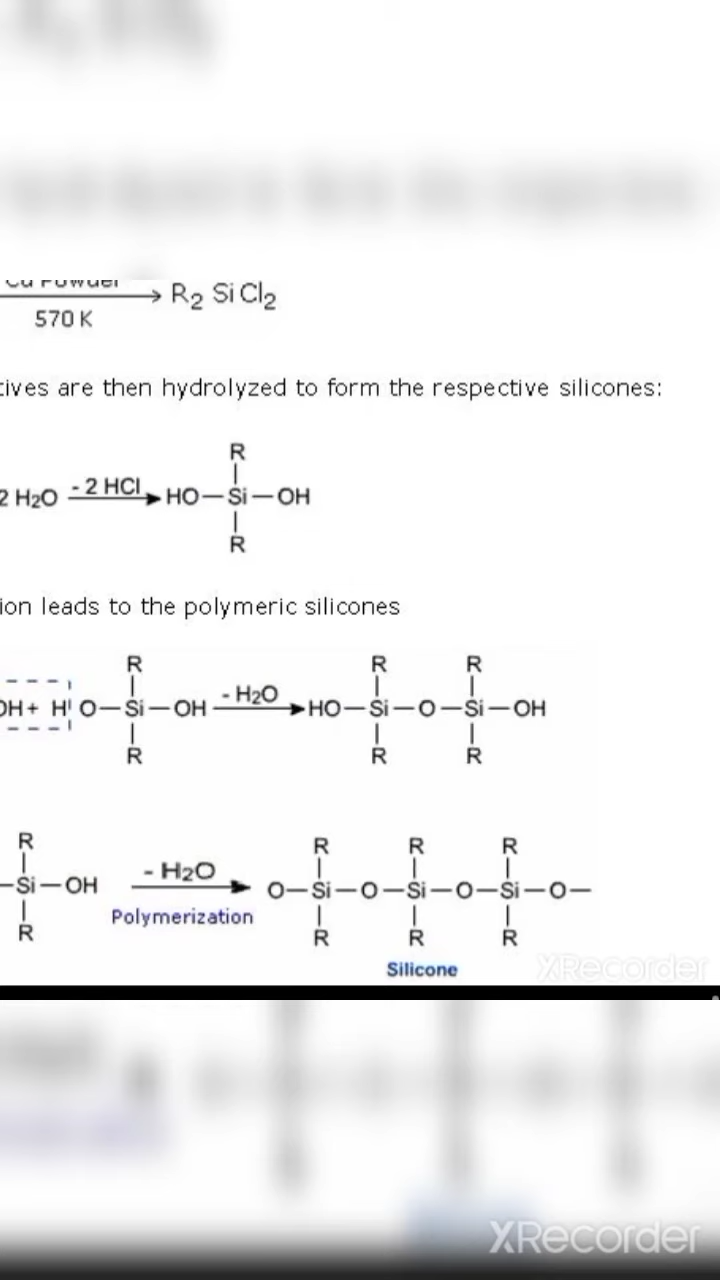 R₂ SiCl₂
570 K
tives are then hydrolyzed to form the respective silicones:
R
2 H₂O - 2 HCl HO—Si—OH
R
ion leads to the polymeric silicones
R R R
OH + H O—Si—OH - H₂O HO—Si—O—Si—OH
R R R
R R R R
—Si—OH - H₂O O—Si—O—Si—O—Si—O—
Polymerization
R R R R
Silicone
XRecorder
XRecorder